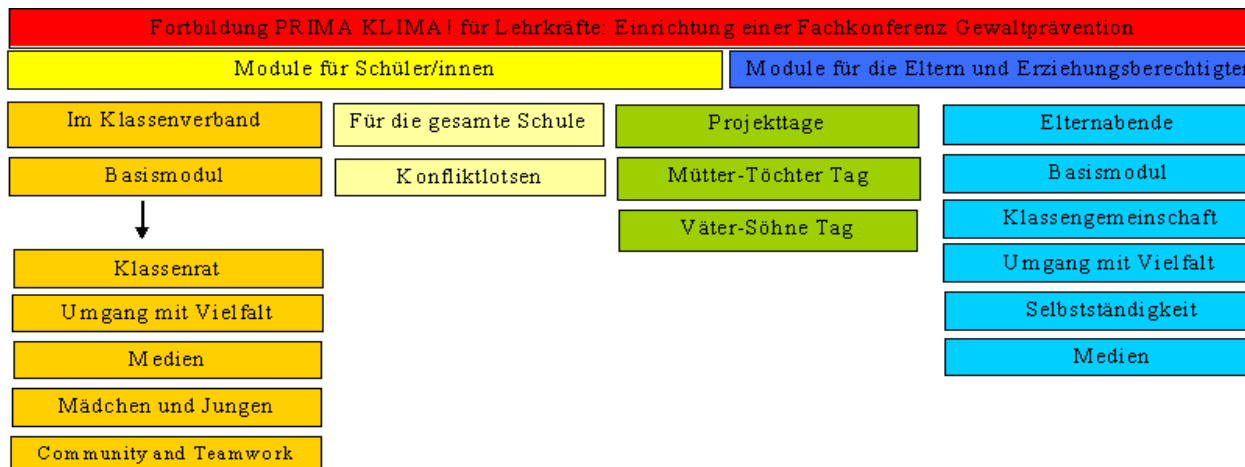 Fortbildung PRIMA KLIMA! für Lehrkräfte: Einrichtung einer Fachkonferenz Gewaltprävention
Module für Schüler/innen
Module für die Eltern und Erziehungsberechtigten
Im Klassenverband
Basismodul
Klassenrat
Umgang mit Vielfalt
Medien
Mädchen und Jungen
Community and Teamwork
Für die gesamte Schule
Konfliktlotsen
Projekttage
Mütter-Töchter Tag
Väter-Söhne Tag
Elternabende
Basismodul
Klassengemeinschaft
Umgang mit Vielfalt
Selbstständigkeit
Medien